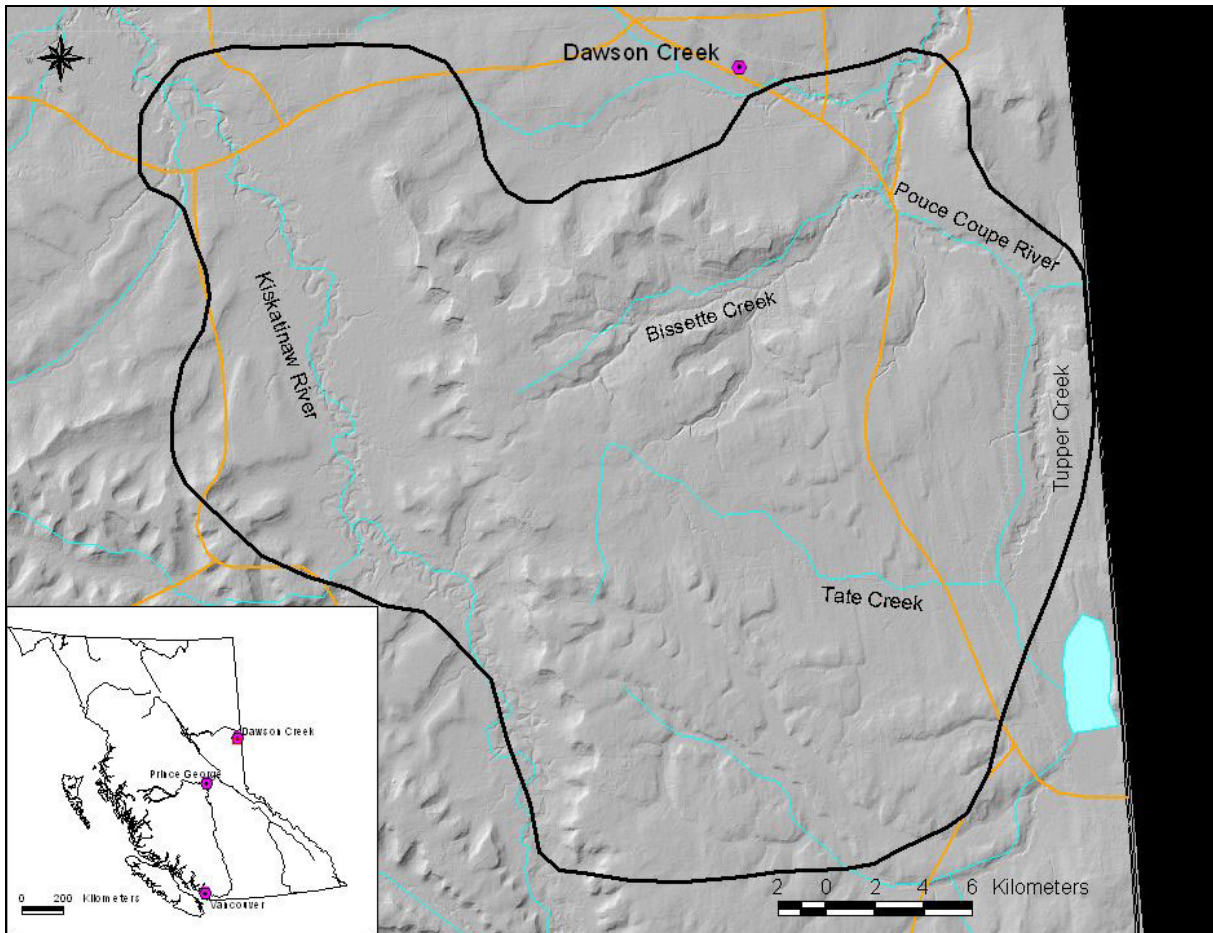 N
W E
S
Dawson Creek
Pouce Coupe River
Kiskatinaw River
Bissette Creek
Tupper Creek
Tate Creek
Dawson Creek
Prince George
Vancouver
0 200 Kilometers
2 0 2 4 6 Kilometers